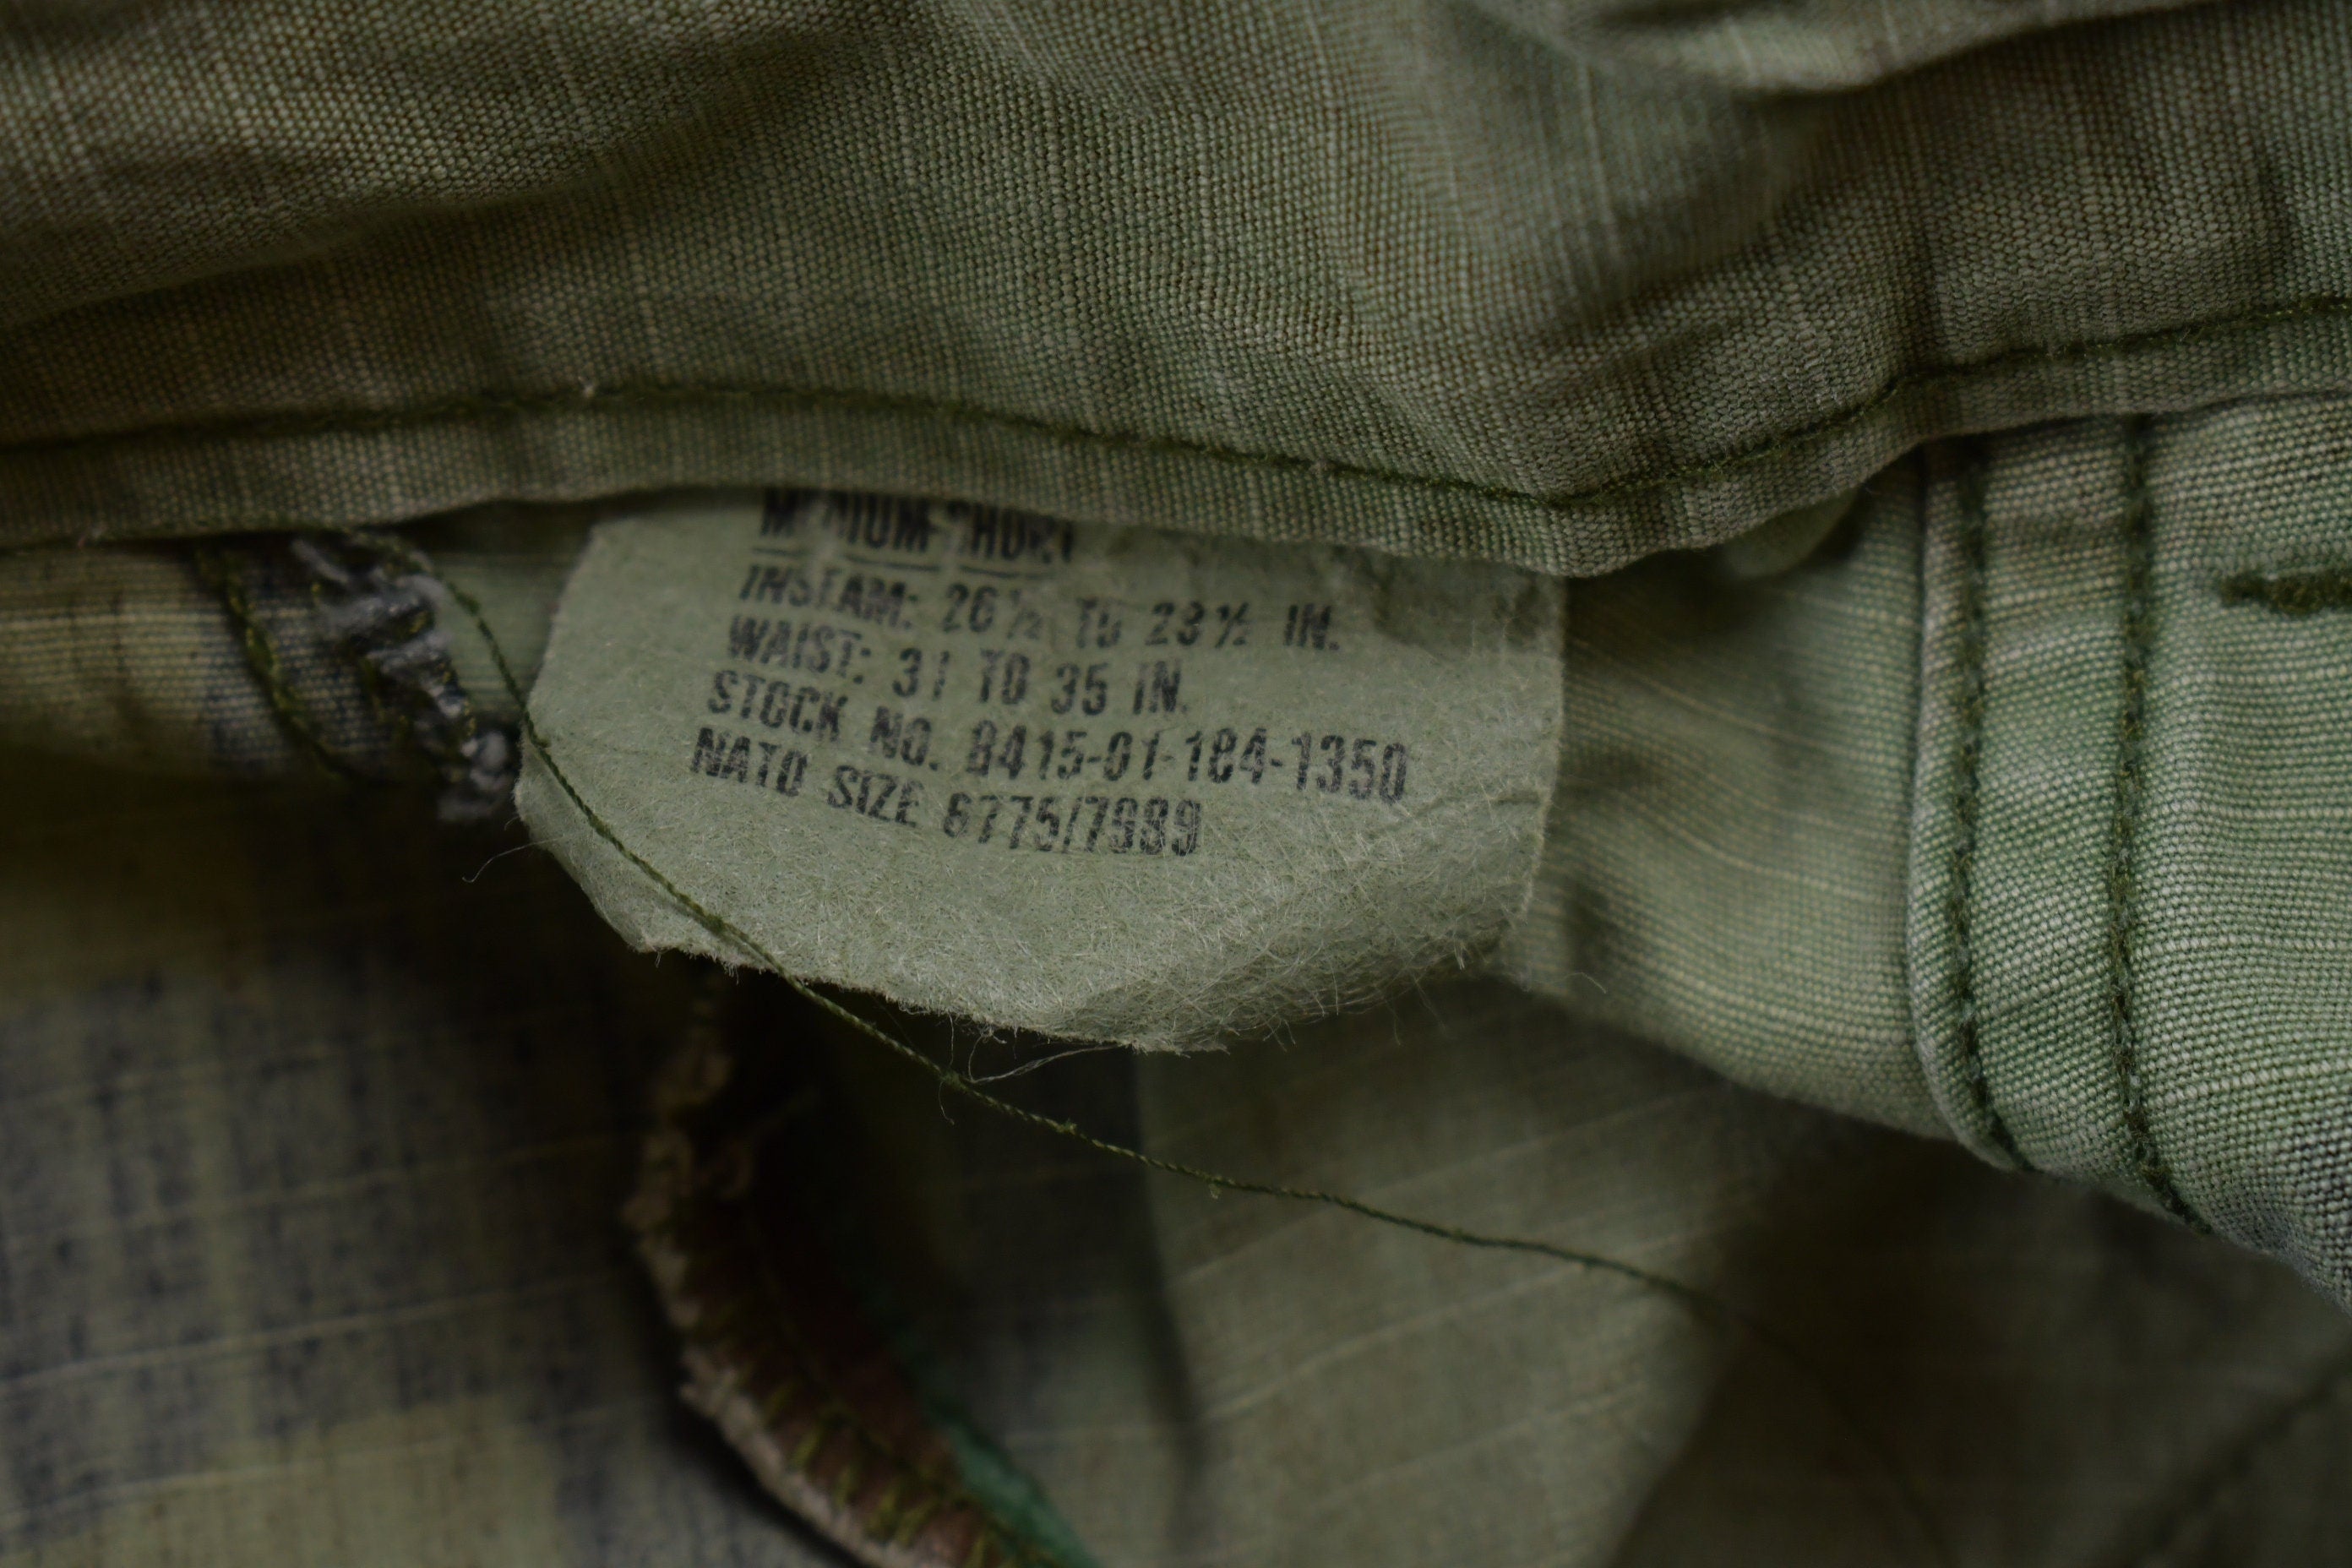 MEDIUM-SHORT
INSEAM: 26½ TO 29½ IN.
WAIST: 31 TO 35 IN.
STOCK NO. 8415-01-184-1350
NATO SIZE 6775/7989